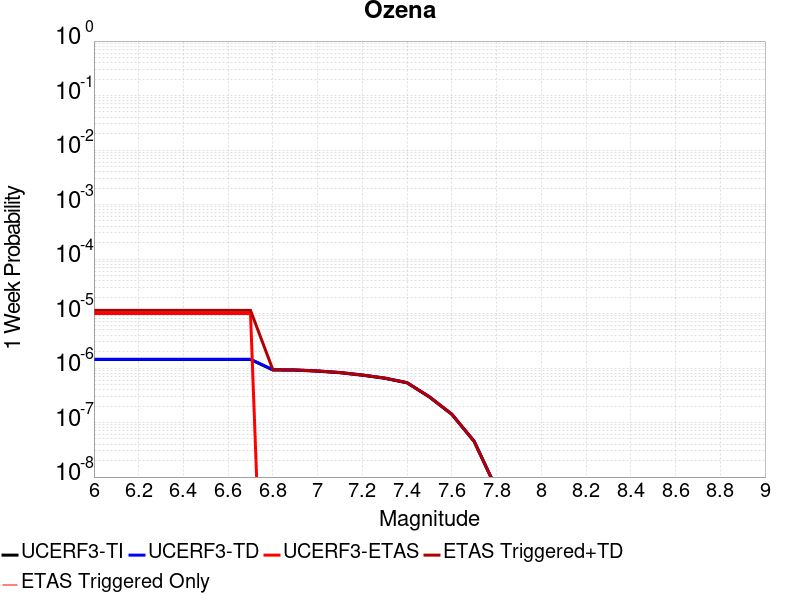 Ozena
1 Week Probability
10^0
10^-1
10^-2
10^-3
10^-4
10^-5
10^-6
10^-7
10^-8
6 6.2 6.4 6.6 6.8 7 7.2 7.4 7.6 7.8 8 8.2 8.4 8.6 8.8 9
Magnitude
UCERF3-TI UCERF3-TD UCERF3-ETAS ETAS Triggered+TD
ETAS Triggered Only